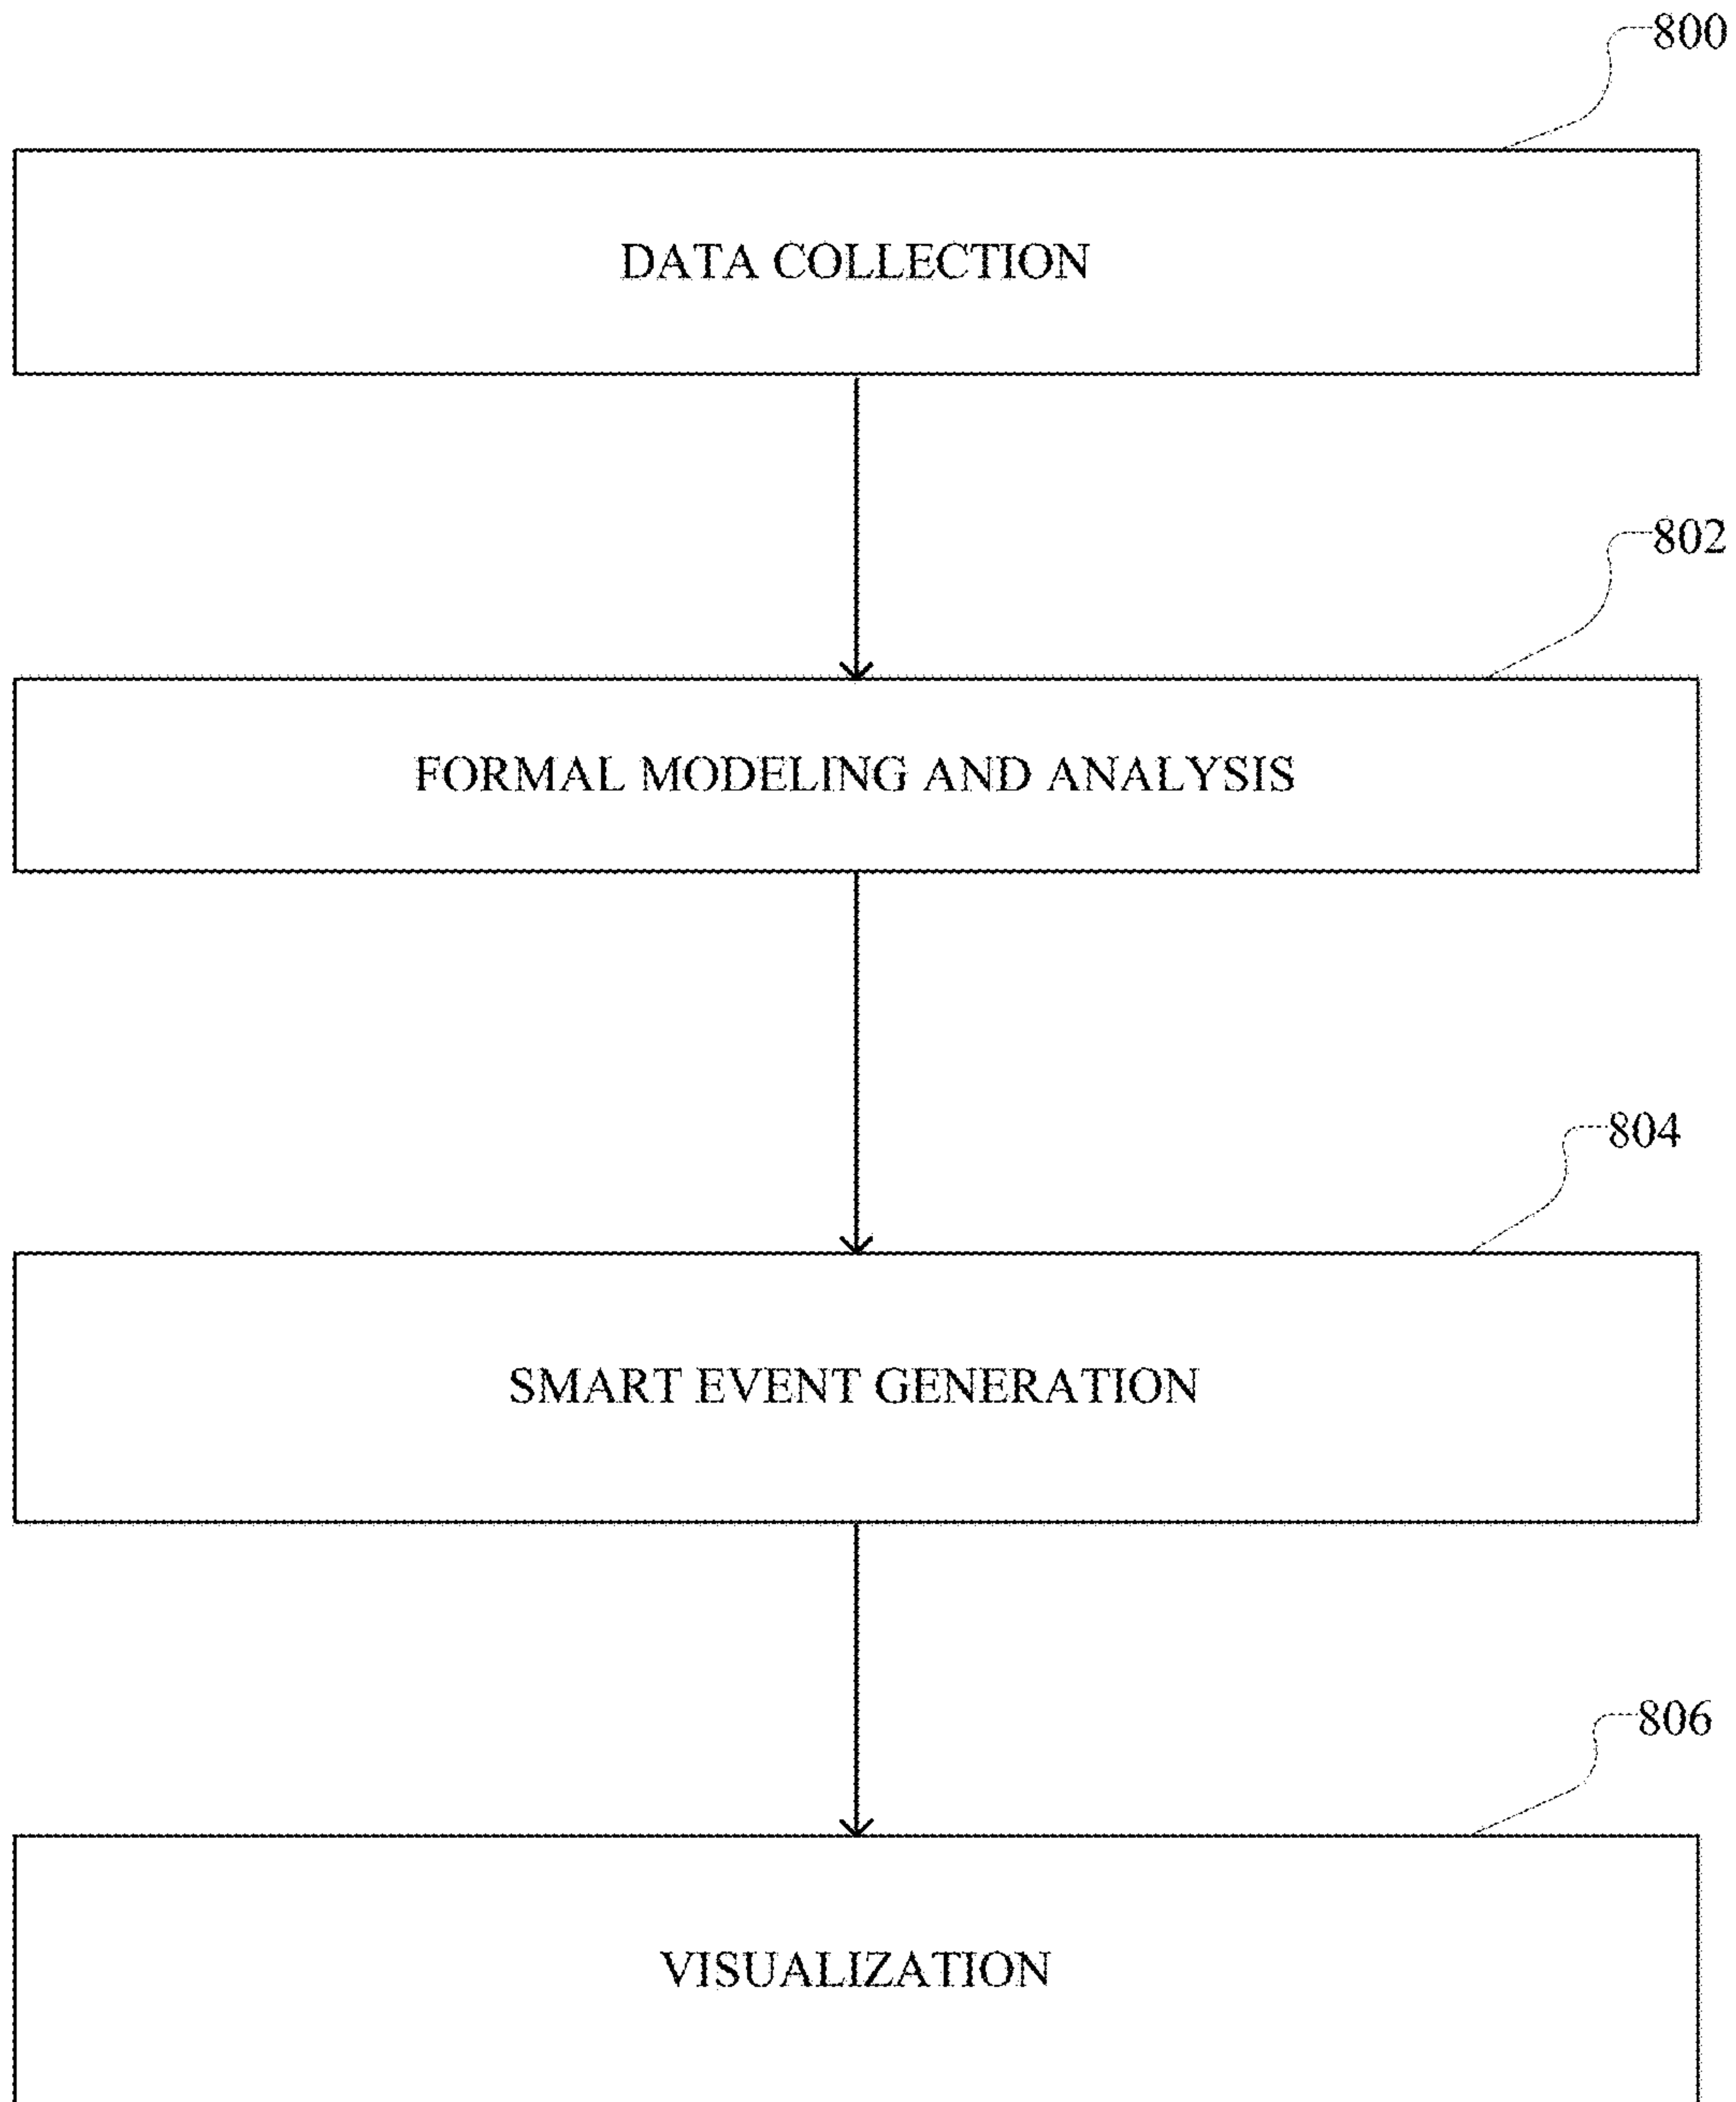 800
DATA COLLECTION
802
FORMAL MODELING AND ANALYSIS
804
SMART EVENT GENERATION
806
VISUALIZATION